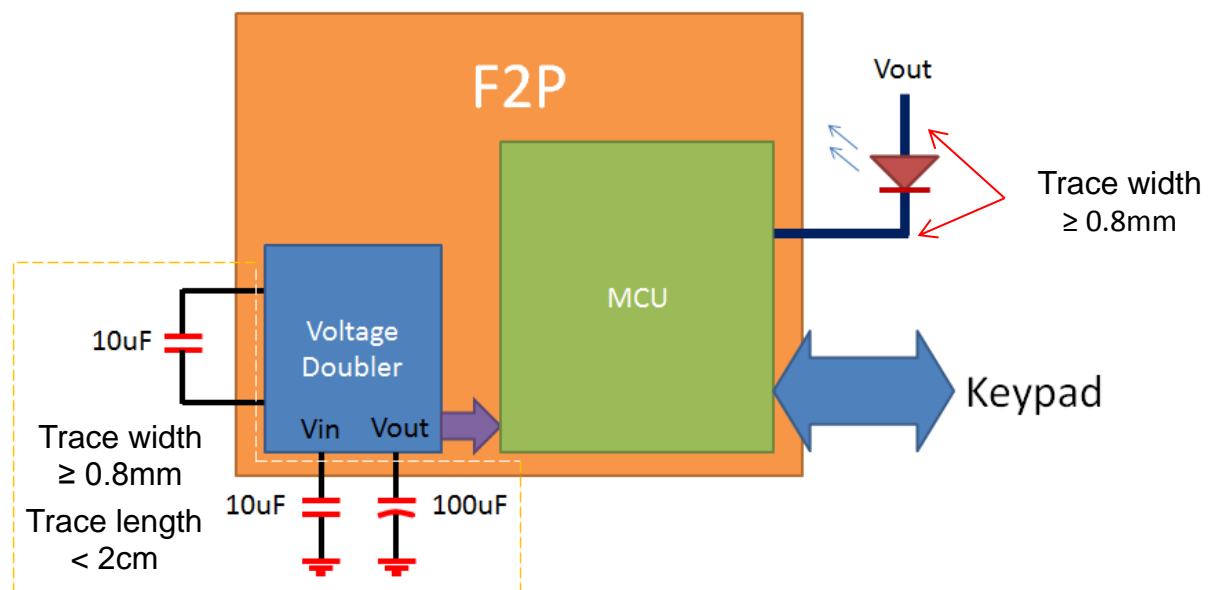 F2P
Vout
Trace width
≥ 0.8mm
MCU
10uF
Voltage
Doubler
Keypad
Vin
Vout
Trace width
≥ 0.8mm
Trace length
< 2cm
10uF
100uF